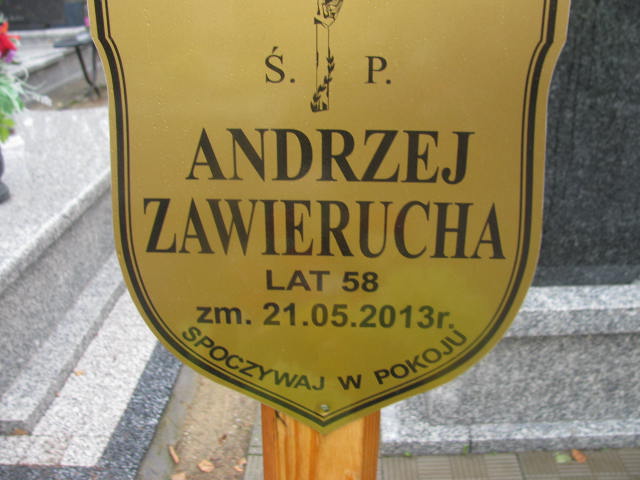 Ś. P.
ANDRZEJ
ZAWIERUCHA
LAT 58
zm. 21.05.2013r.
SPOCZYWAJ W POKOJU